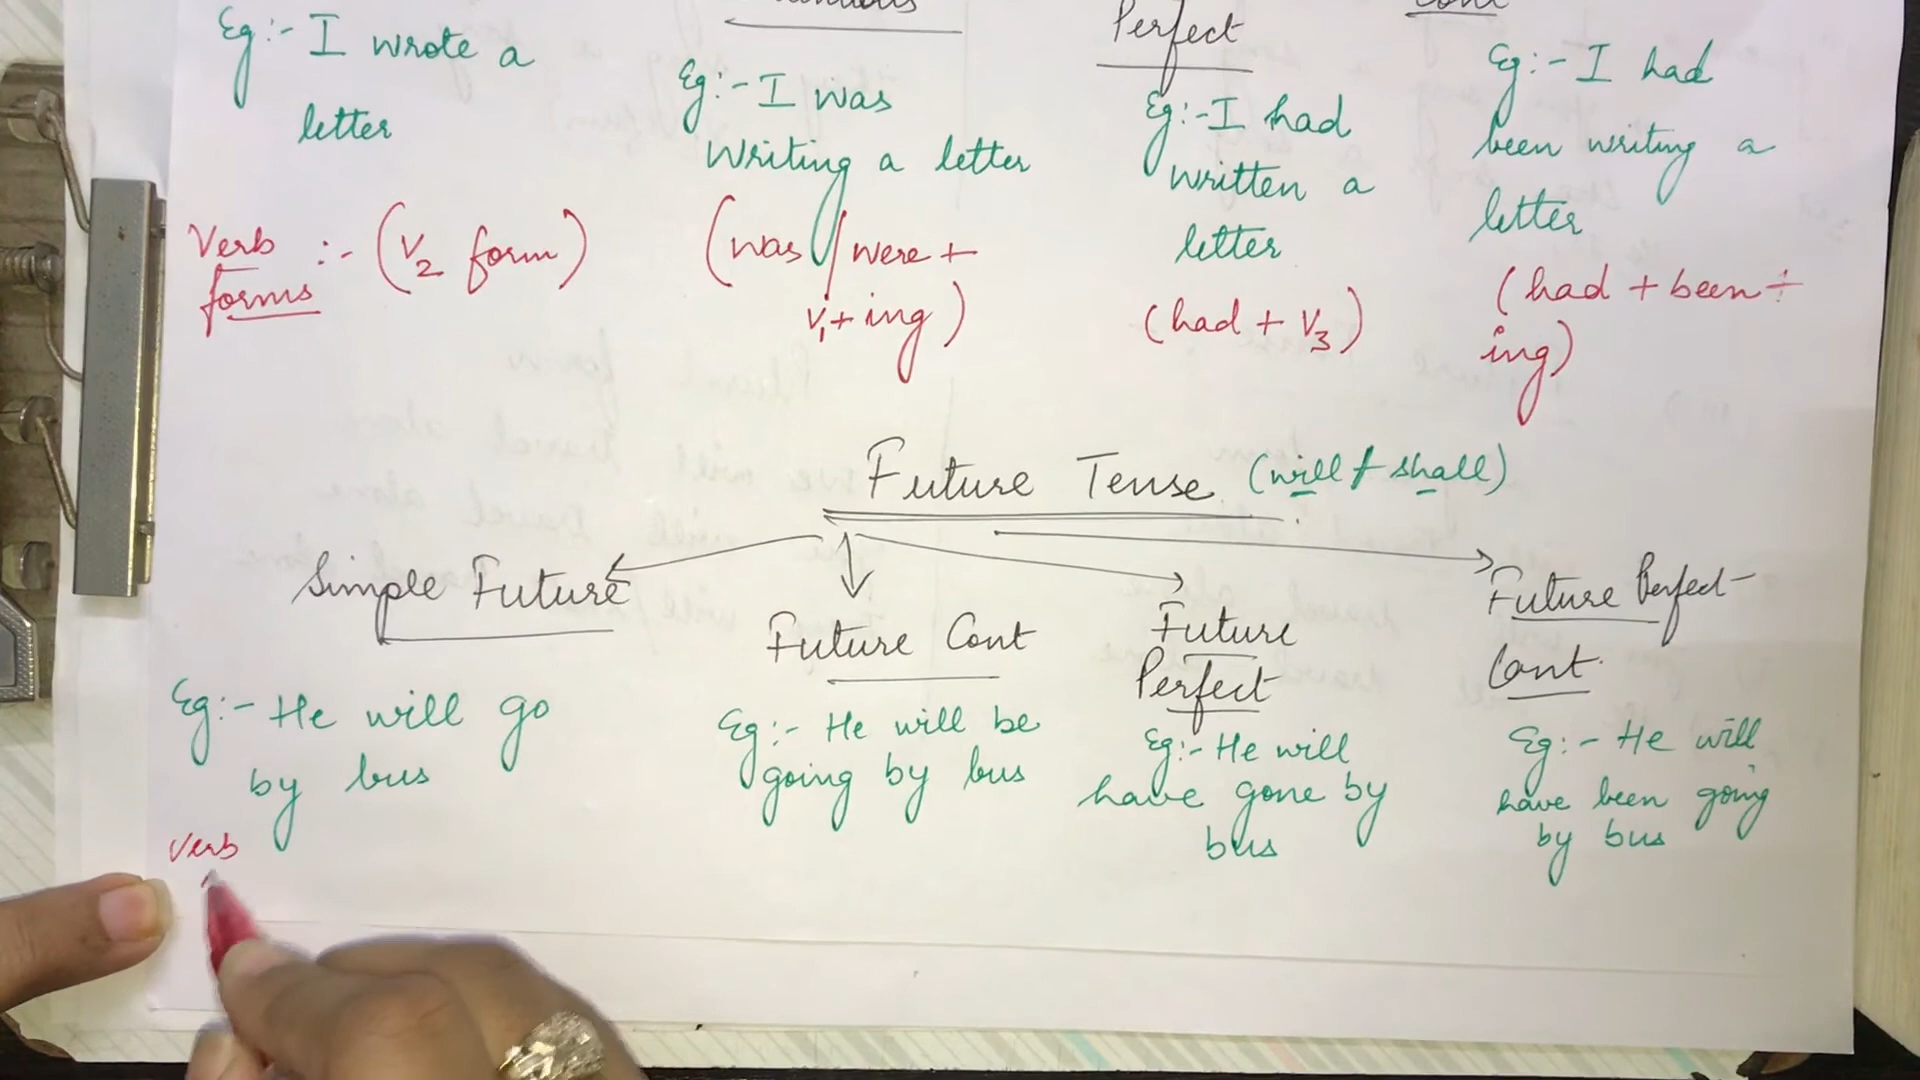 Perfect
Eg:- I wrote a
letter
Eg:- I was
writing a letter
Eg:- I had
written a
letter
Eg:- I had
been writing a
letter
Verb :- (V2 form)
forms
(was / were +
V1 + ing)
(had + V3)
(had + been +
ing)
Future Tense (will / shall)
Simple Future
Future Cont
Future
Perfect
Future Perfect
Cont.
Eg:- He will go
by bus
Eg:- He will be
going by bus
Eg:- He will
have gone by
bus
Eg:- He will
have been going
by bus
Verb